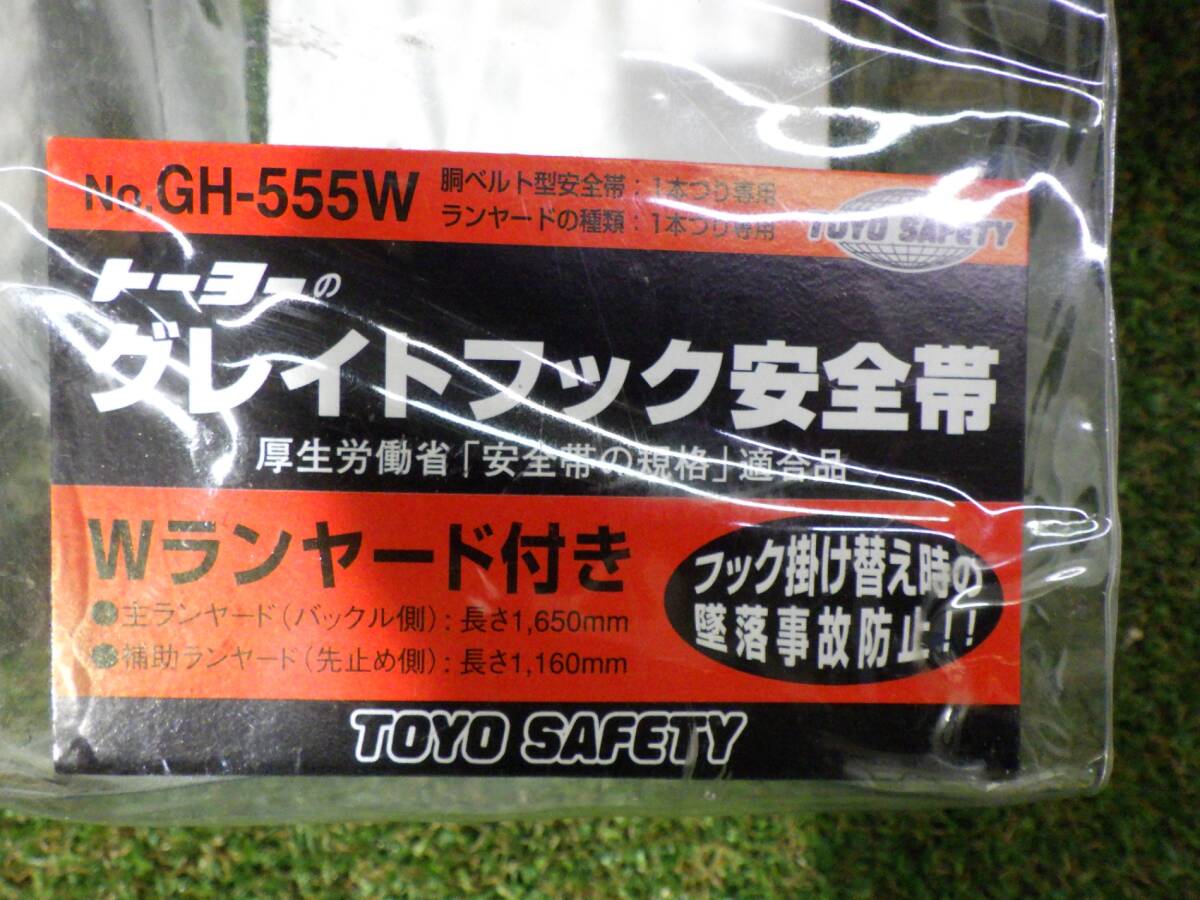 No.GH-555W
胴ベルト型安全帯:1本つり専用
ランヤードの種類:1本つり専用
TOYO SAFETY
トーヨーの
グレイトフック安全帯
厚生労働省「安全帯の規格」適合品
Wランヤード付き
●主ランヤード(バックル側):長さ1,650mm
●補助ランヤード(先止め側):長さ1,160mm
フック掛け替え時の
墜落事故防止!!
TOYO SAFETY